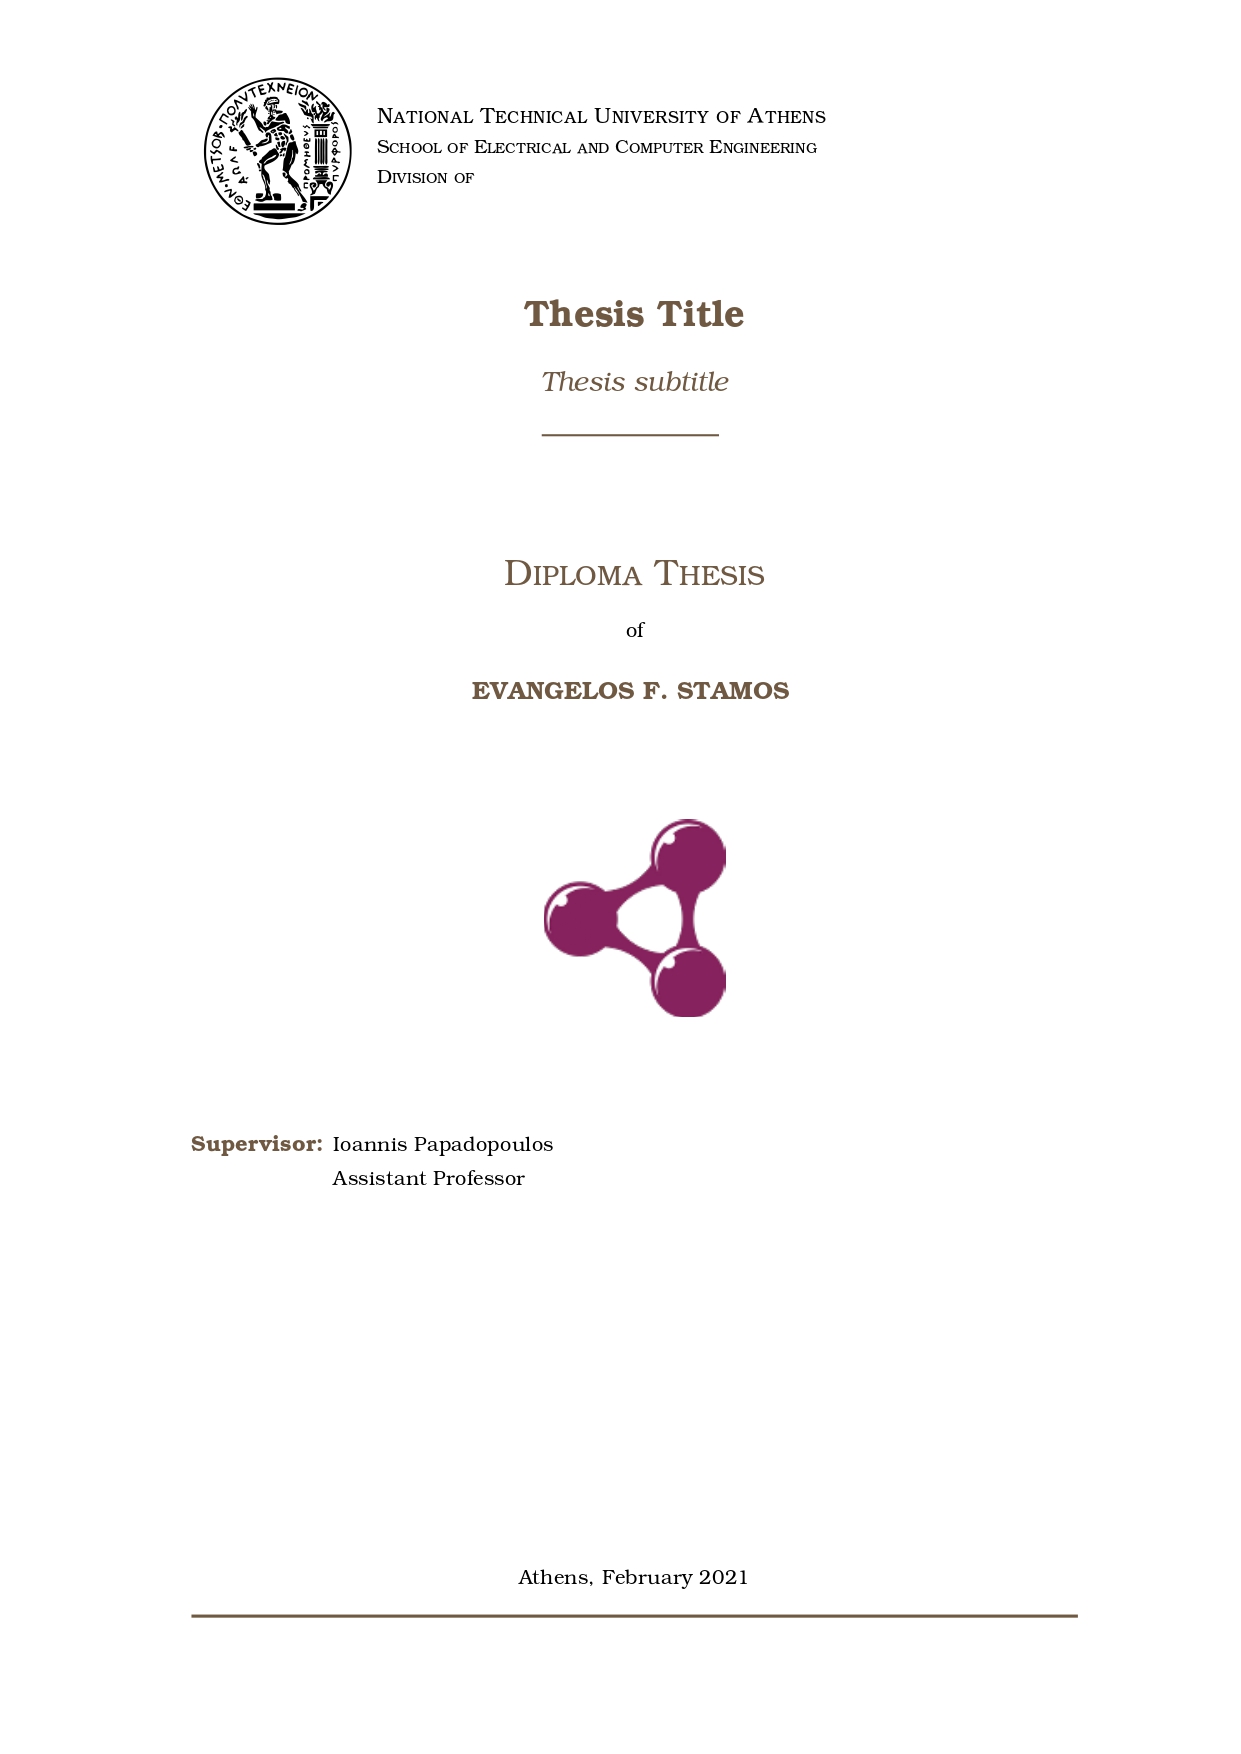 ΕΘΝ·ΜΕΤΣΟΒ·ΠΟΛΥΤΕΧΝΕΙΟΝ
ΠΡΟΜΗΘΕΥΣ
ΠΥΡΦΟΡΟΣ
National Technical University of Athens
School of Electrical and Computer Engineering
Division of
Thesis Title
Thesis subtitle
Diploma Thesis
of
EVANGELOS F. STAMOS
Supervisor: Ioannis Papadopoulos
Assistant Professor
Athens, February 2021